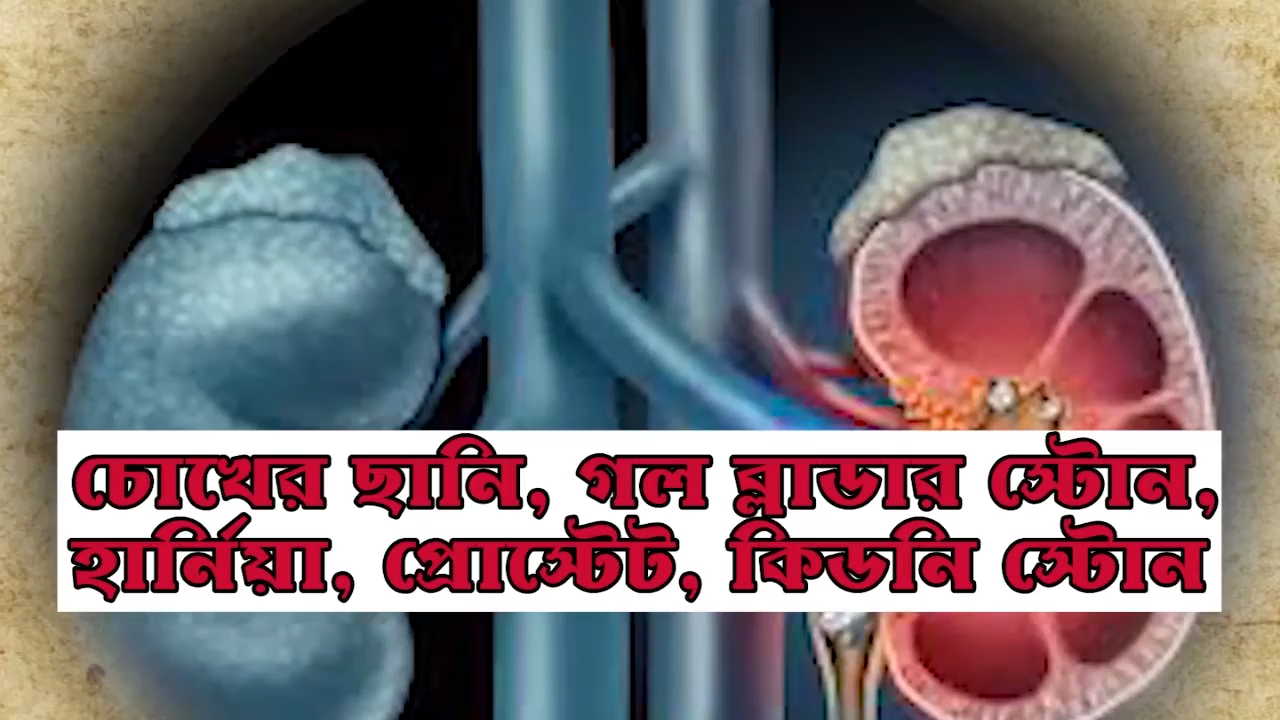 চোখের ছানি, গল ব্লাডার স্টোন,
হার্নিয়া, প্রোস্টেট, কিডনি স্টোন